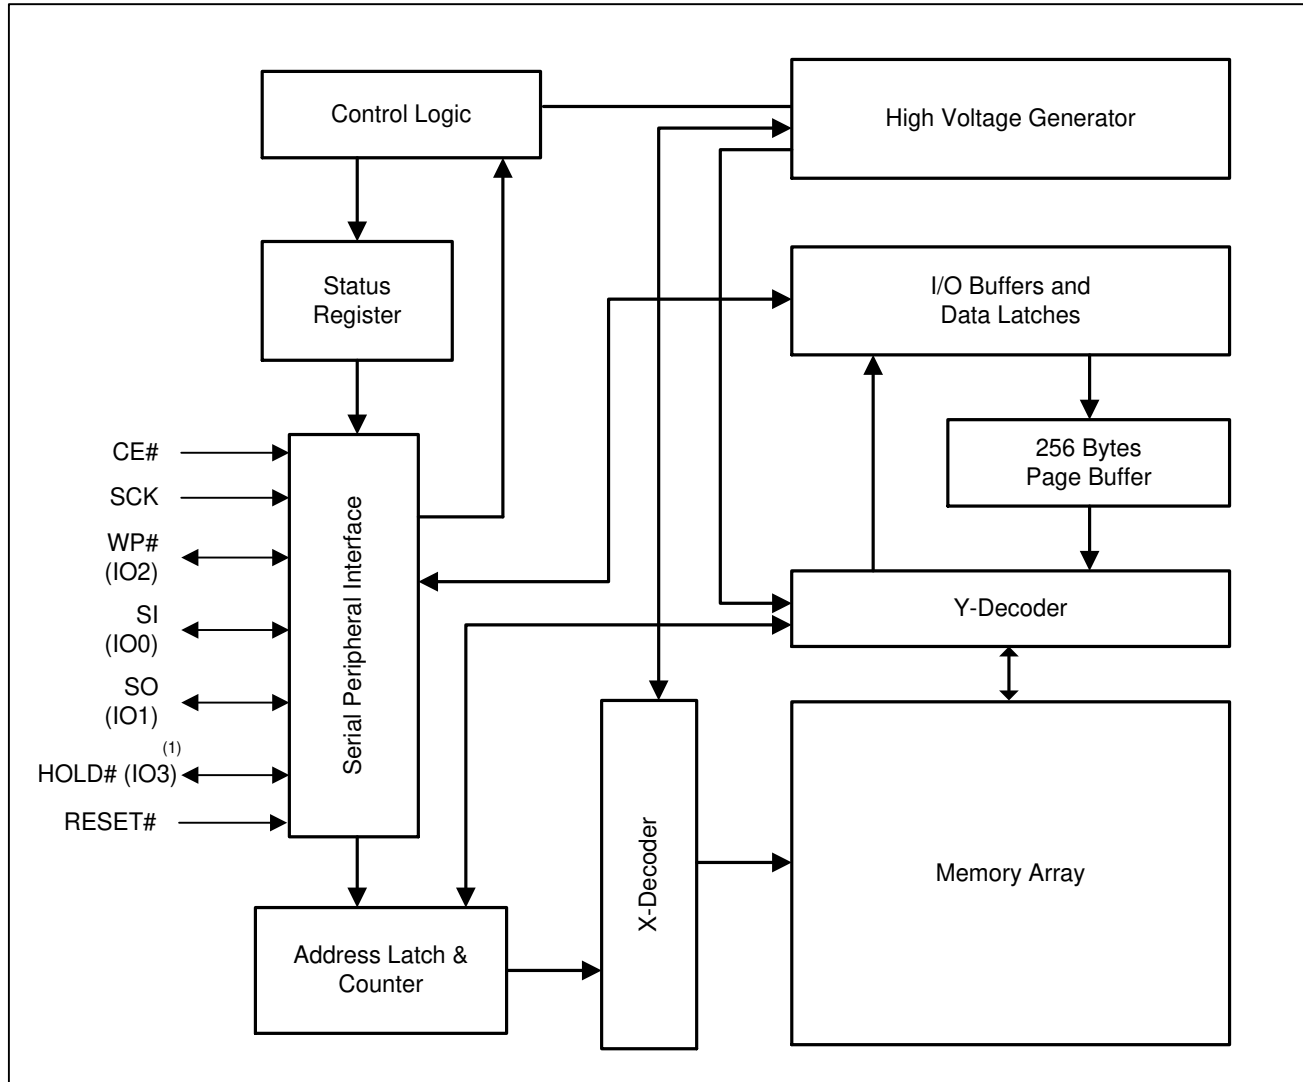 Control Logic
High Voltage Generator
Status
Register
I/O Buffers and
Data Latches
256 Bytes
Page Buffer
CE#
SCK
WP#
(IO2)
SI
(IO0)
SO
(IO1)
(1)
HOLD# (IO3)
RESET#
Serial Peripheral Interface
Y-Decoder
X-Decoder
Memory Array
Address Latch &
Counter